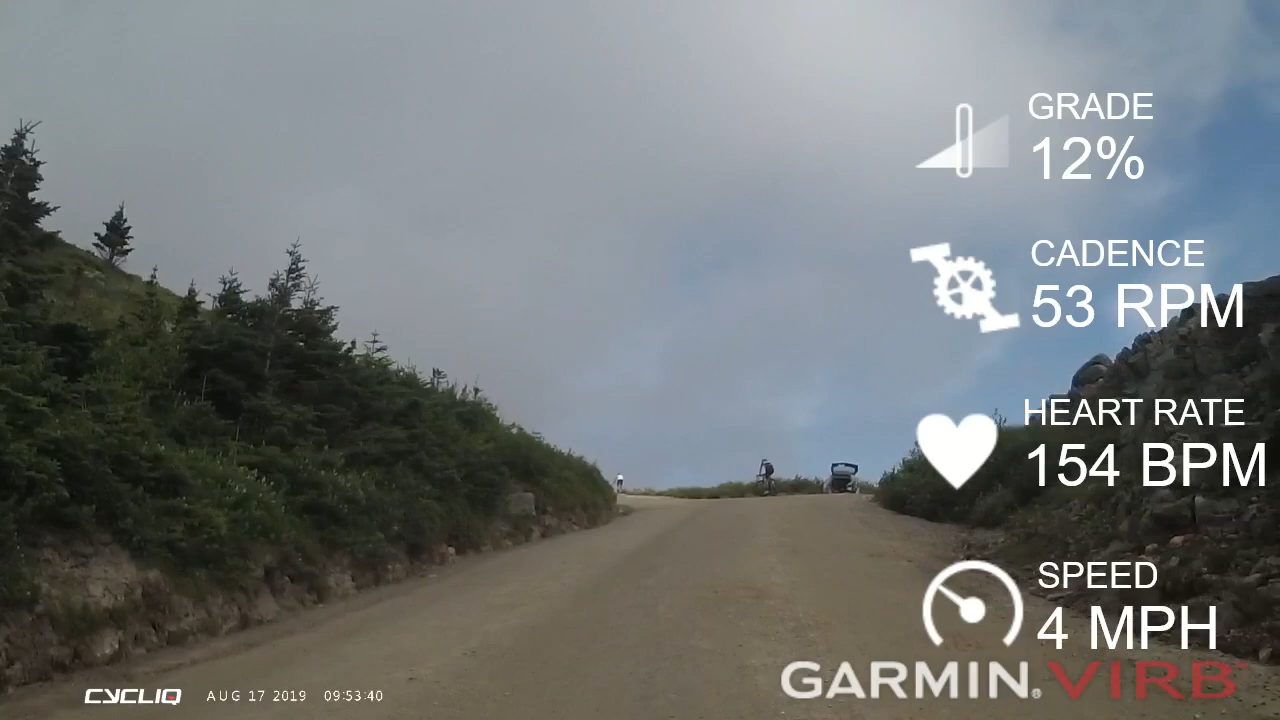 GRADE
12%
CADENCE
53 RPM
HEART RATE
154 BPM
SPEED
4 MPH
GARMIN® VIRB™
CYCLIQ AUG 17 2019 09:53:40